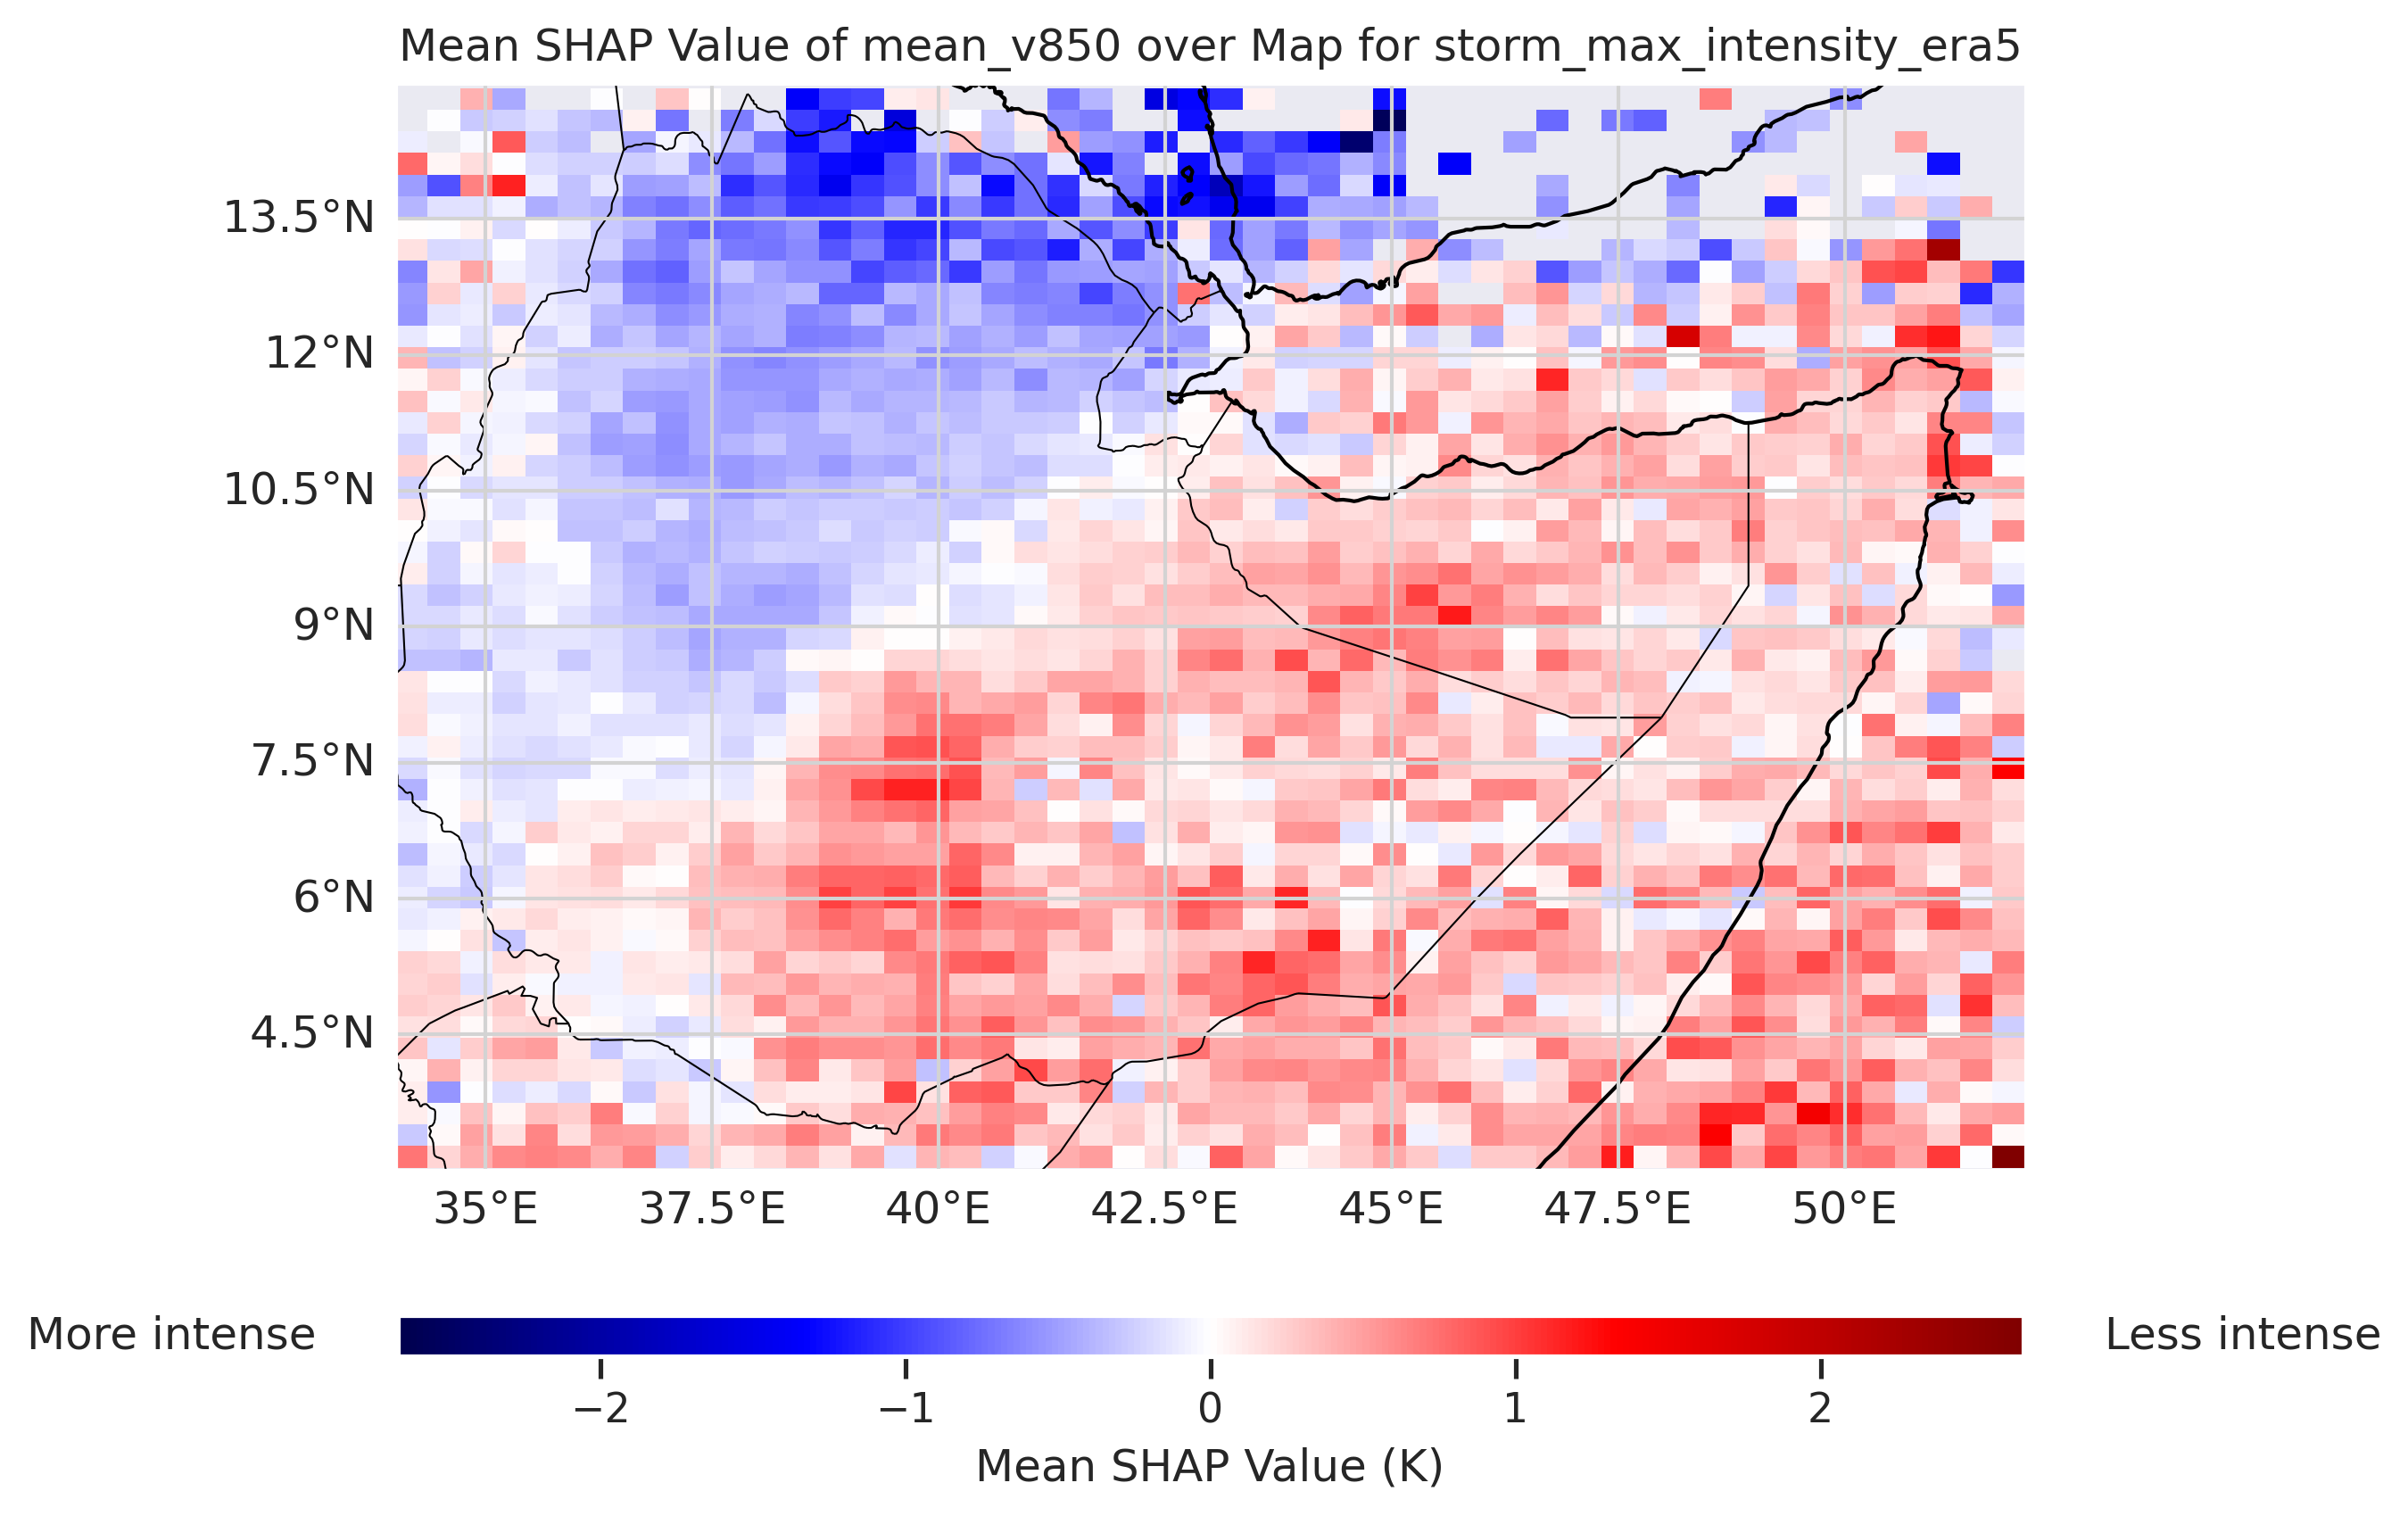 Mean SHAP Value of mean_v850 over Map for storm_max_intensity_era5
13.5°N
12°N
10.5°N
9°N
7.5°N
6°N
4.5°N
35°E 37.5°E 40°E 42.5°E 45°E 47.5°E 50°E
More intense Less intense
−2 −1 0 1 2
Mean SHAP Value (K)